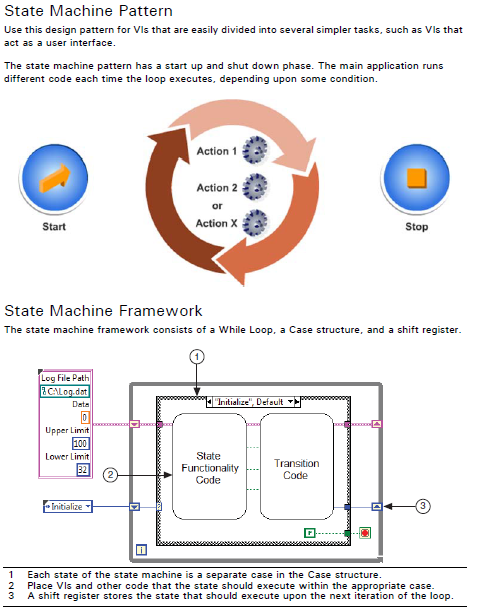 State Machine Pattern
Use this design pattern for VIs that are easily divided into several simpler tasks, such as VIs that
act as a user interface.
The state machine pattern has a start up and shut down phase. The main application runs
different code each time the loop executes, depending upon some condition.
Action 1
Action 2
or
Action X
Start
Stop
State Machine Framework
The state machine framework consists of a While Loop, a Case structure, and a shift register.
1
Log File Path
C:\Log.dat
Data
0
Upper Limit
100
Lower Limit
32
Initialize
"Initialize", Default
State
Functionality
Code
Transition
Code
2
3
?
F
i
1 Each state of the state machine is a separate case in the Case structure.
2 Place VIs and other code that the state should execute within the appropriate case.
3 A shift register stores the state that should execute upon the next iteration of the loop.